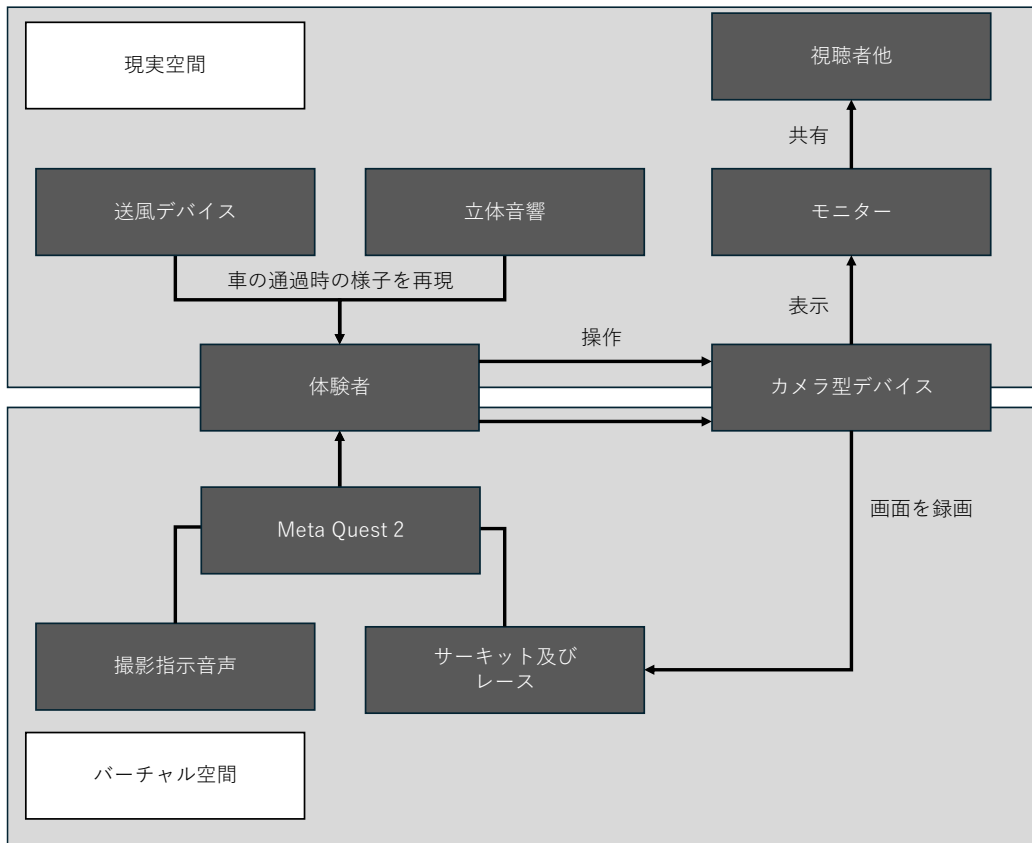 現実空間
視聴者他
共有
送風デバイス
立体音響
モニター
車の通過時の様子を再現
表示
操作
体験者
カメラ型デバイス
画面を録画
Meta Quest 2
撮影指示音声
サーキット及び
レース
バーチャル空間